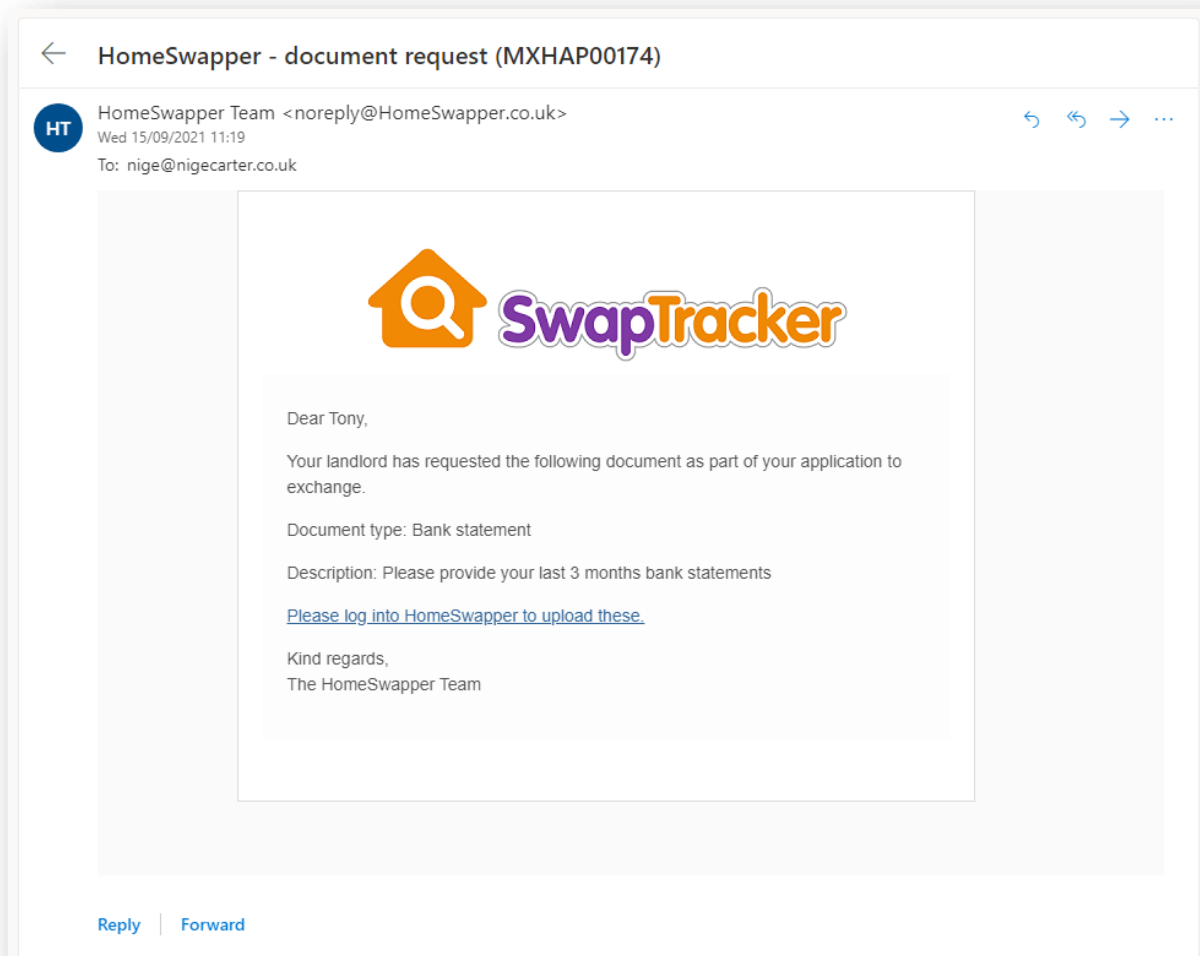 HomeSwapper - document request (MXHAP00174)
HT
HomeSwapper Team <noreply@HomeSwapper.co.uk>
Wed 15/09/2021 11:19
To: nige@nigecarter.co.uk
SwapTracker
Dear Tony,
Your landlord has requested the following document as part of your application to
exchange.
Document type: Bank statement
Description: Please provide your last 3 months bank statements
Please log into HomeSwapper to upload these.
Kind regards,
The HomeSwapper Team
Reply
Forward